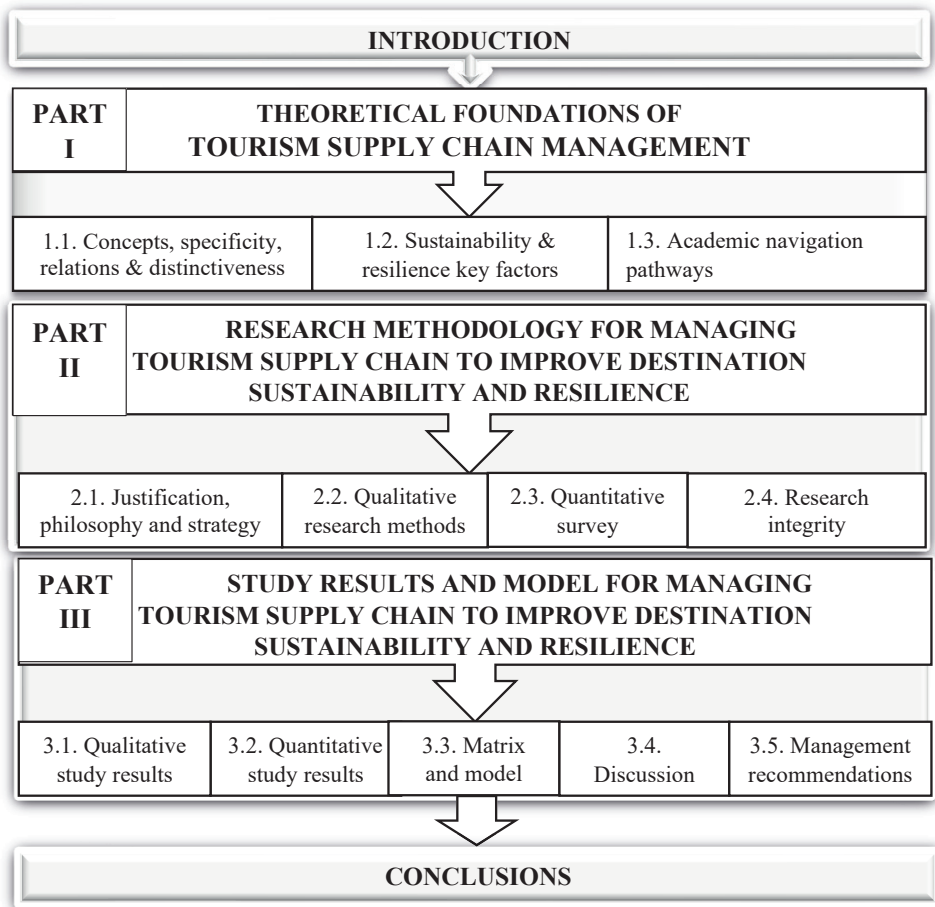 INTRODUCTION
PART
I
THEORETICAL FOUNDATIONS OF
TOURISM SUPPLY CHAIN MANAGEMENT
1.1. Concepts, specificity,
relations & distinctiveness
1.2. Sustainability &
resilience key factors
1.3. Academic navigation
pathways
PART
II
RESEARCH METHODOLOGY FOR MANAGING
TOURISM SUPPLY CHAIN TO IMPROVE DESTINATION
SUSTAINABILITY AND RESILIENCE
2.1. Justification,
philosophy and strategy
2.2. Qualitative
research methods
2.3. Quantitative
survey
2.4. Research
integrity
PART
III
STUDY RESULTS AND MODEL FOR MANAGING
TOURISM SUPPLY CHAIN TO IMPROVE DESTINATION
SUSTAINABILITY AND RESILIENCE
3.1. Qualitative
study results
3.2. Quantitative
study results
3.3. Matrix
and model
3.4.
Discussion
3.5. Management
recommendations
CONCLUSIONS